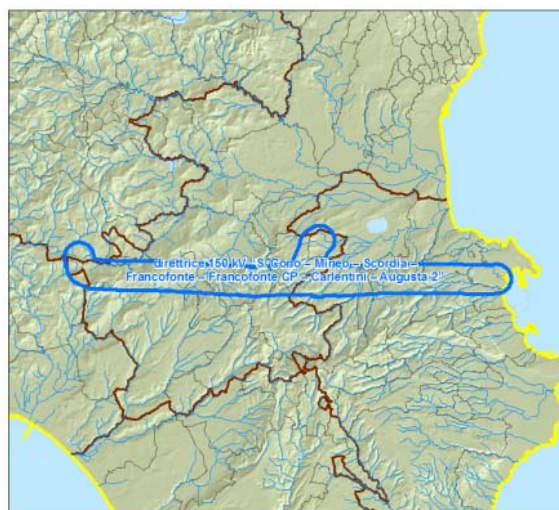 direttrice 150 kV "S. Cono – Mineo – Scordia –
Francofonte – Francofonte CP – Carlentini – Augusta 2"